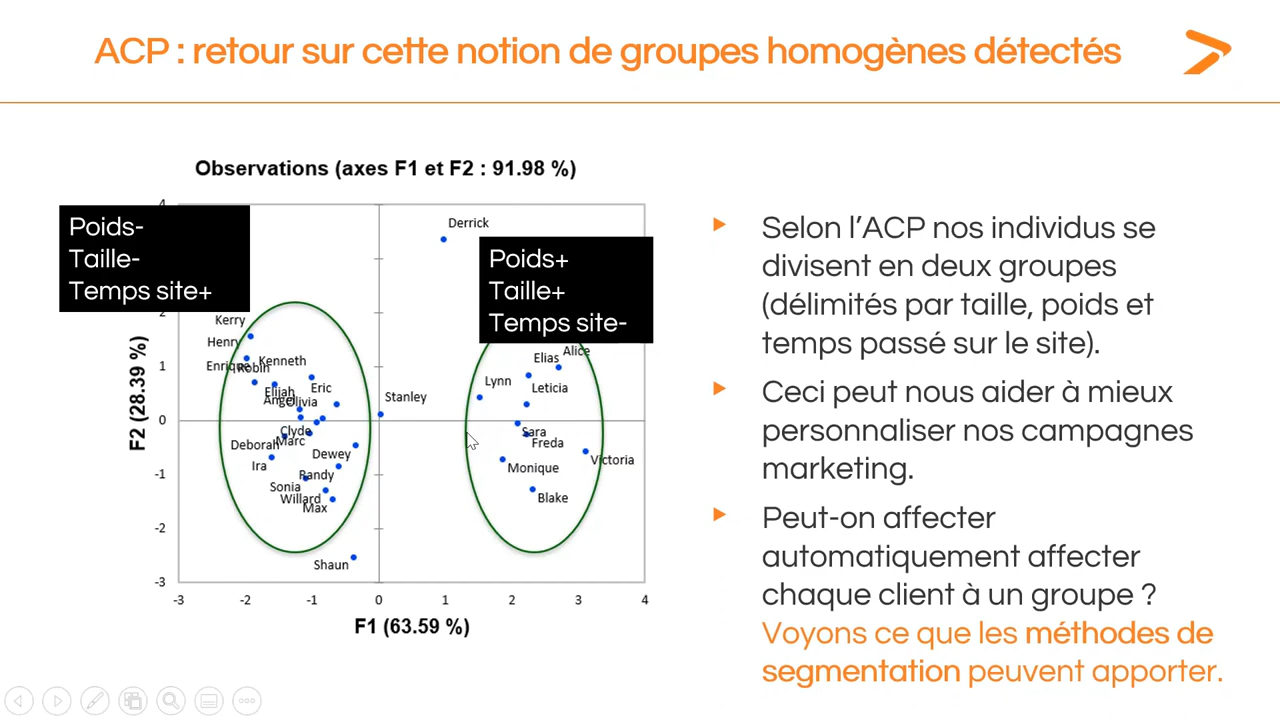 ACP : retour sur cette notion de groupes homogènes détectés
Observations (axes F1 et F2 : 91.98 %)
Poids-
Taille-
Temps site+
Poids+
Taille+
Temps site-
Derrick
Kerry
Henry
Enrique
Robin
Kenneth
Elijah
Eric
Angel
Olivia
Clyde
Marc
Deborah
Dewey
Ira
Randy
Sonia
Willard
Max
Shaun
Stanley
Alice
Elias
Lynn
Leticia
Sara
Freda
Monique
Victoria
Blake
F2 (28.39 %)
4
2
1
0
-1
-2
-3
-3 -2 -1 0 1 2 3 4
F1 (63.59 %)
Selon l’ACP nos individus se
divisent en deux groupes
(délimités par taille, poids et
temps passé sur le site).
Ceci peut nous aider à mieux
personnaliser nos campagnes
marketing.
Peut-on affecter
automatiquement affecter
chaque client à un groupe ?
Voyons ce que les méthodes de
segmentation peuvent apporter.